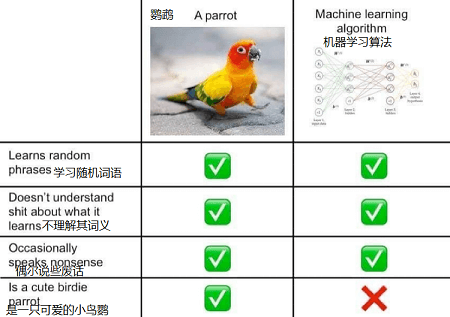 鹦鹉 A parrot
Machine learning
algorithm
机器学习算法
Learns random
phrases 学习随机词语
Doesn't understand
shit about what it
learns 不理解其词义
Occasionally
speaks nonsense
偶尔说些废话
Is a cute birdie
parrot
是一只可爱的小鸟鹦